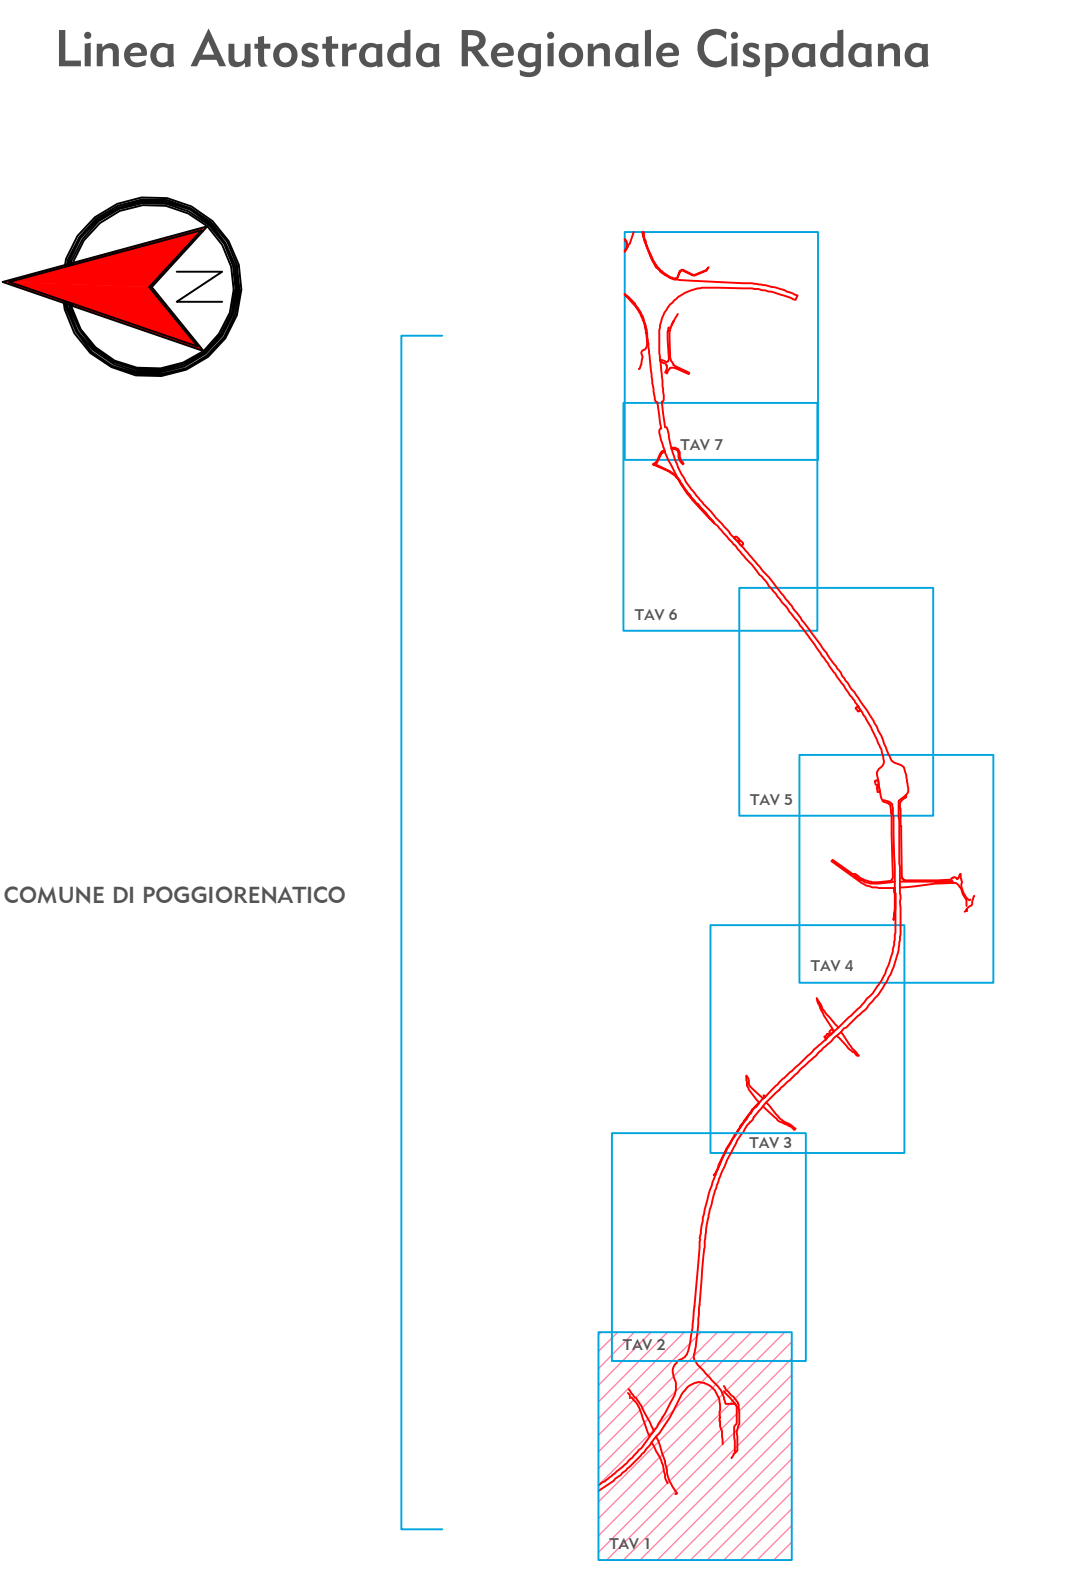 Linea Autostrada Regionale Cispadana
N
TAV 7
TAV 6
TAV 5
COMUNE DI POGGIORENATICO
TAV 4
TAV 3
TAV 2
TAV 1